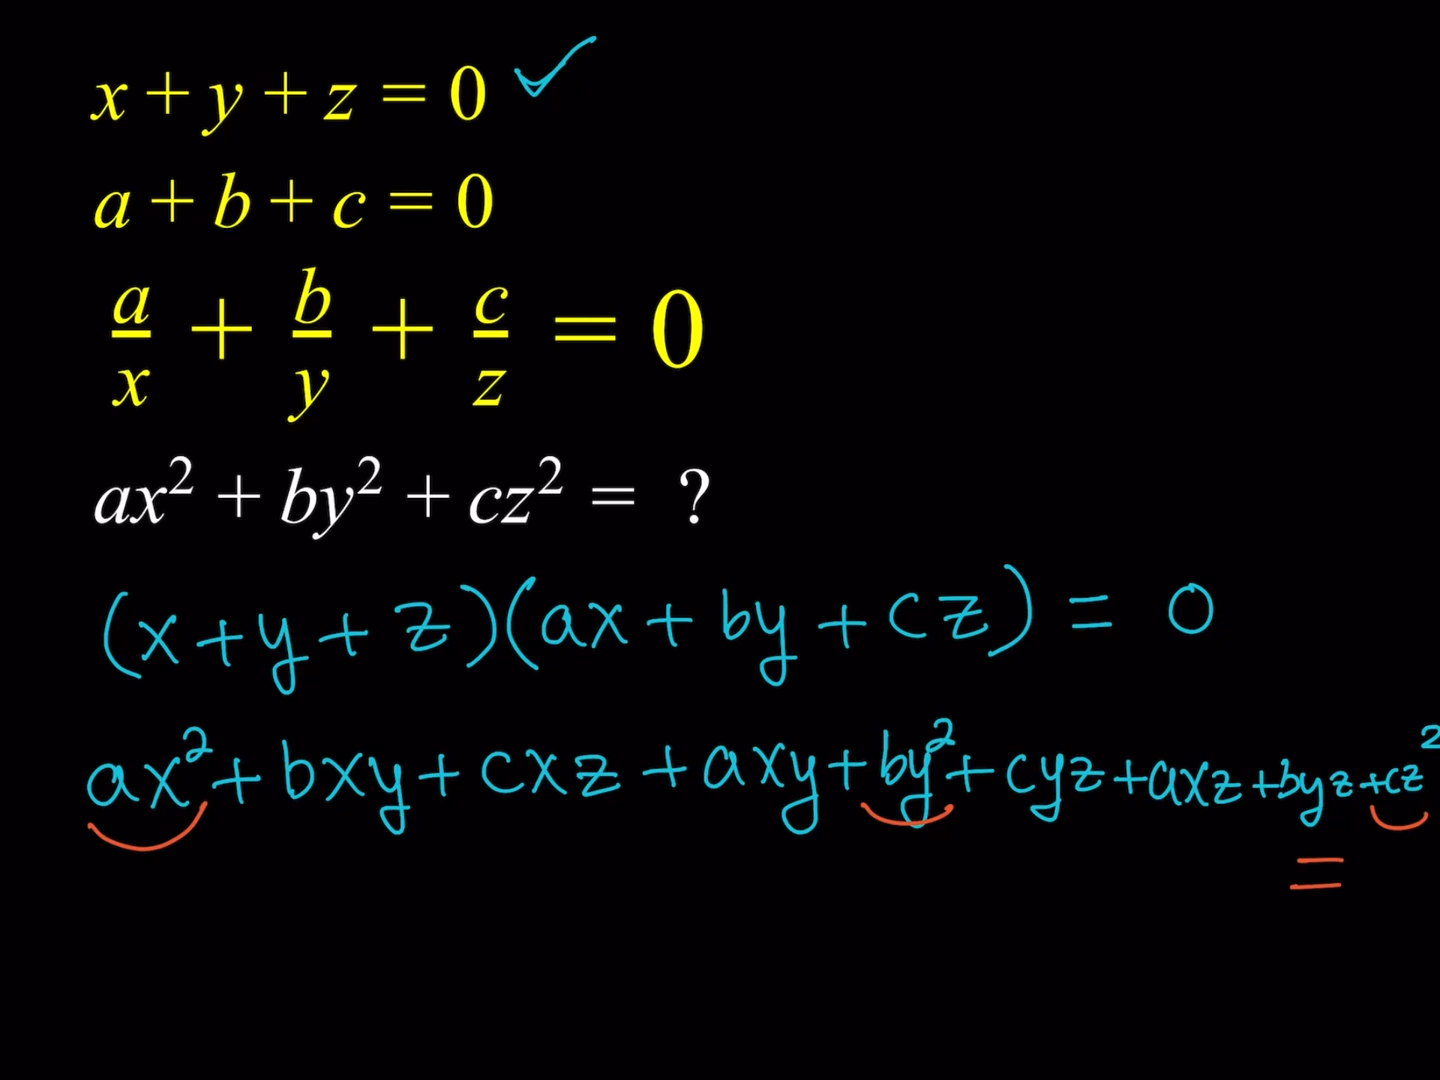 x + y + z = 0 ✓
a + b + c = 0
a/x + b/y + c/z = 0
ax² + by² + cz² = ?
(x + y + z)(ax + by + cz) = 0
ax² + bxy + cxz + axy + by² + cyz + axz + byz + cz²
=